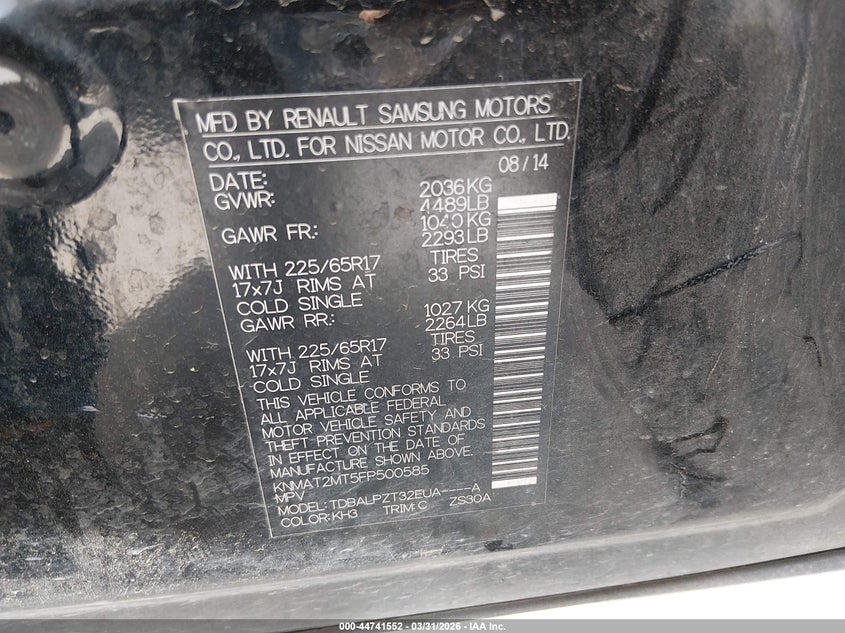 MFD BY RENAULT SAMSUNG MOTORS
CO., LTD. FOR NISSAN MOTOR CO., LTD.
DATE: 08/14
GVWR: 2036KG
4489LB
GAWR FR.: 1040KG
2293LB
WITH 225/65R17 TIRES
17x7J RIMS AT 33 PSI
COLD SINGLE
GAWR RR.: 1027KG
2264LB
WITH 225/65R17 TIRES
17x7J RIMS AT 33 PSI
COLD SINGLE
THIS VEHICLE CONFORMS TO
ALL APPLICABLE FEDERAL
MOTOR VEHICLE SAFETY AND
THEFT PREVENTION STANDARDS
IN EFFECT ON THE DATE OF
MANUFACTURE SHOWN ABOVE.
KNMAT2MT5FP500585
MPV
MODEL: TDBALPZT32EUA----A
COLOR:KH3 TRIM:C ZS30A
000-44741552 - 03/31/2026 - IAA Inc.